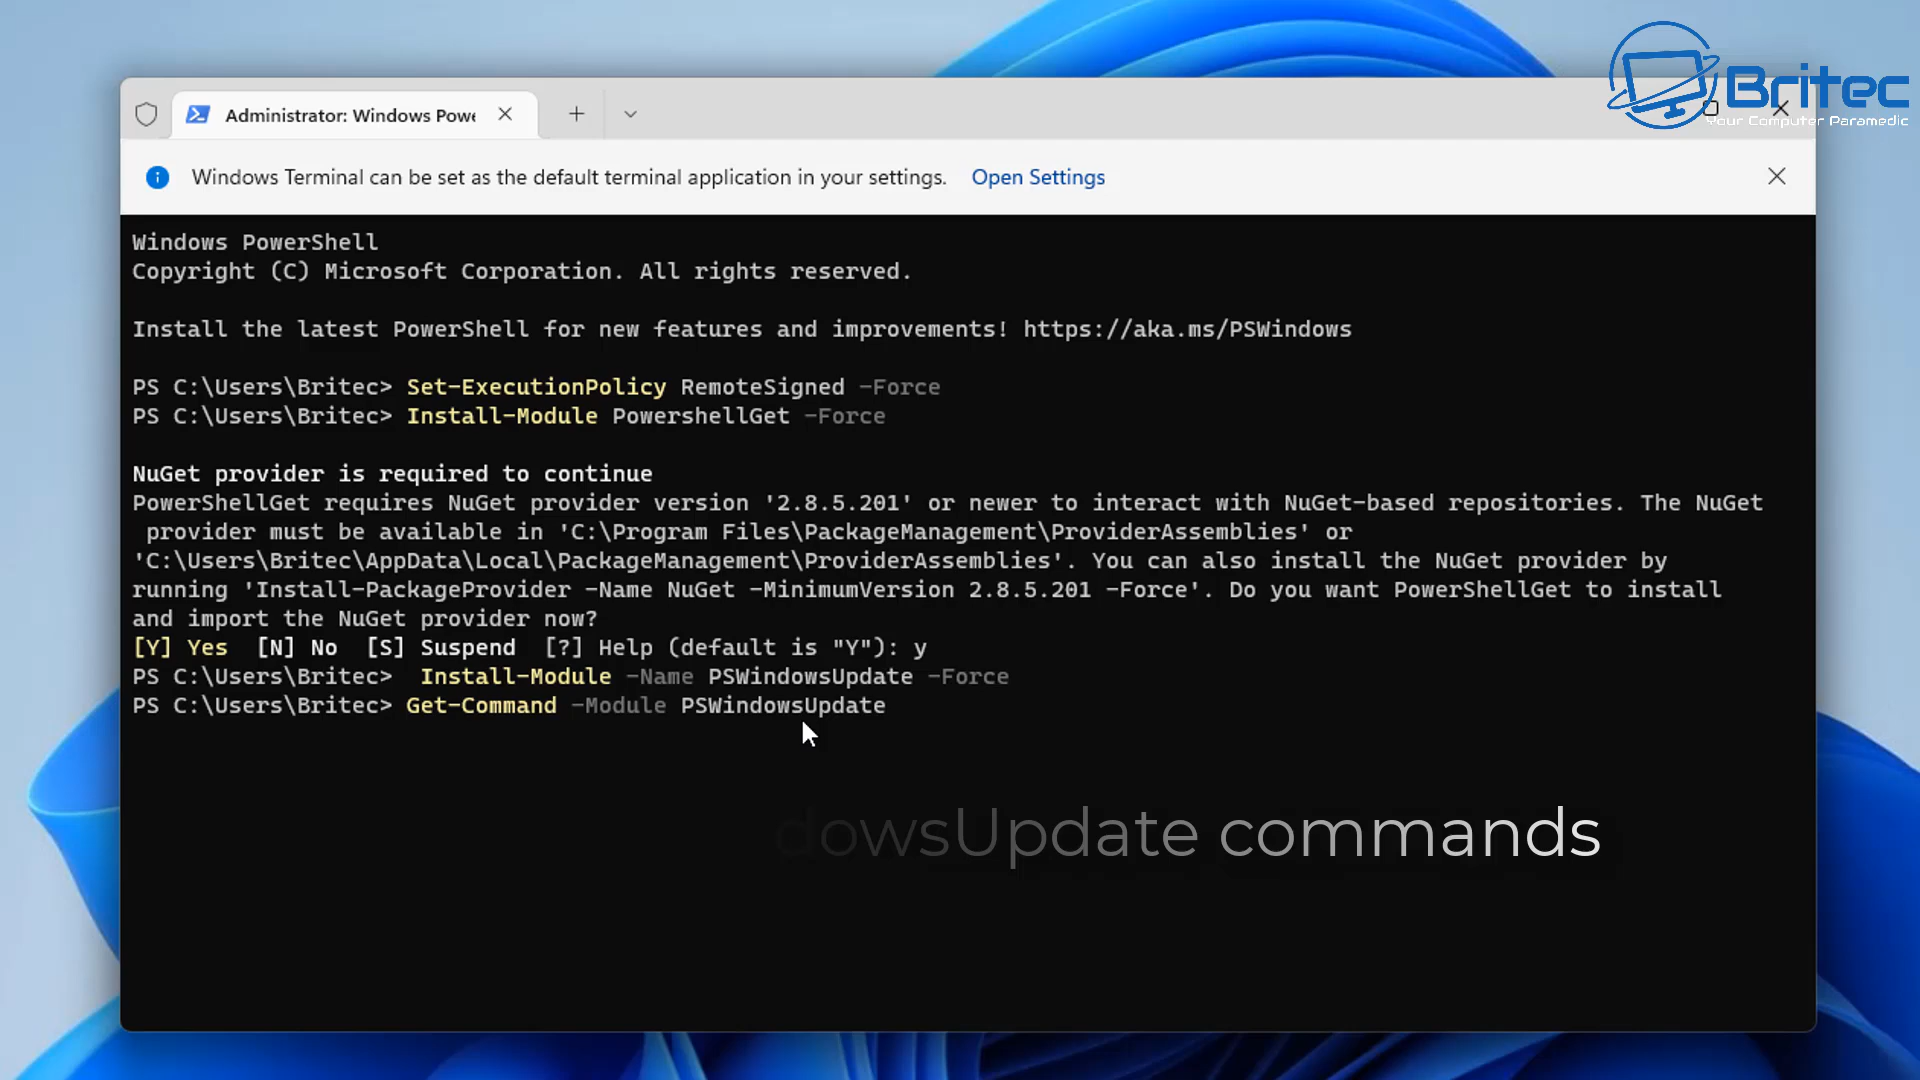 Britec
Your Computer Paramedic
Administrator: Windows Powe
Windows Terminal can be set as the default terminal application in your settings. Open Settings
Windows PowerShell
Copyright (C) Microsoft Corporation. All rights reserved.
Install the latest PowerShell for new features and improvements! https://aka.ms/PSWindows
PS C:\Users\Britec> Set-ExecutionPolicy RemoteSigned -Force
PS C:\Users\Britec> Install-Module PowershellGet -Force
NuGet provider is required to continue
PowerShellGet requires NuGet provider version '2.8.5.201' or newer to interact with NuGet-based repositories. The NuGet
provider must be available in 'C:\Program Files\PackageManagement\ProviderAssemblies' or
'C:\Users\Britec\AppData\Local\PackageManagement\ProviderAssemblies'. You can also install the NuGet provider by
running 'Install-PackageProvider -Name NuGet -MinimumVersion 2.8.5.201 -Force'. Do you want PowerShellGet to install
and import the NuGet provider now?
[Y] Yes  [N] No  [S] Suspend  [?] Help (default is "Y"): y
PS C:\Users\Britec>  Install-Module -Name PSWindowsUpdate -Force
PS C:\Users\Britec> Get-Command -Module PSWindowsUpdate
dowsUpdate commands